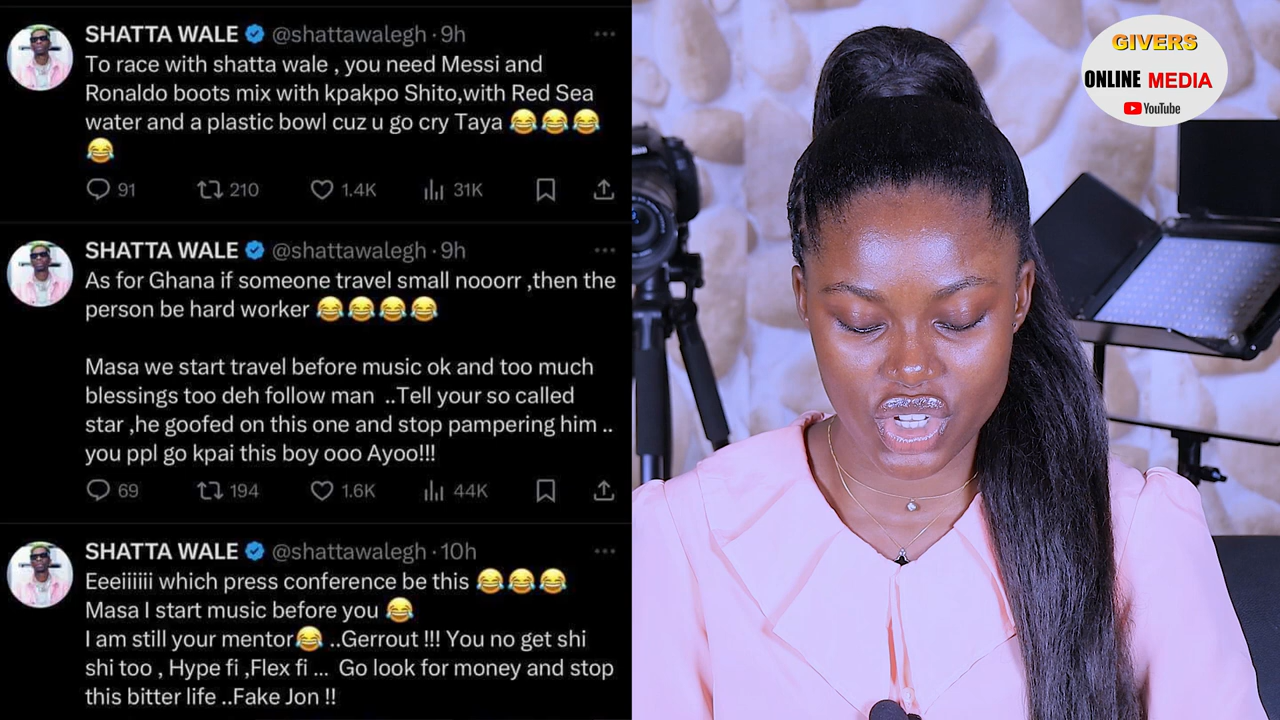 SHATTA WALE @shattawalegh · 9h
To race with shatta wale , you need Messi and
Ronaldo boots mix with kpakpo Shito,with Red Sea
water and a plastic bowl cuz u go cry Taya 😂😂😂
😂
91 210 1.4K 31K
SHATTA WALE @shattawalegh · 9h
As for Ghana if someone travel small nooorr ,then the
person be hard worker 😂😂😂😂
Masa we start travel before music ok and too much
blessings too deh follow man ..Tell your so called
star ,he goofed on this one and stop pampering him ..
you ppl go kpai this boy ooo Ayoo!!!
69 194 1.6K 44K
SHATTA WALE @shattawalegh · 10h
Eeeiiiiii which press conference be this 😂😂😂
Masa I start music before you 😂
I am still your mentor😂 ..Gerrout !!! You no get shi
shi too , Hype fi ,Flex fi ... Go look for money and stop
this bitter life ..Fake Jon !!
GIVERS
ONLINE MEDIA
YouTube